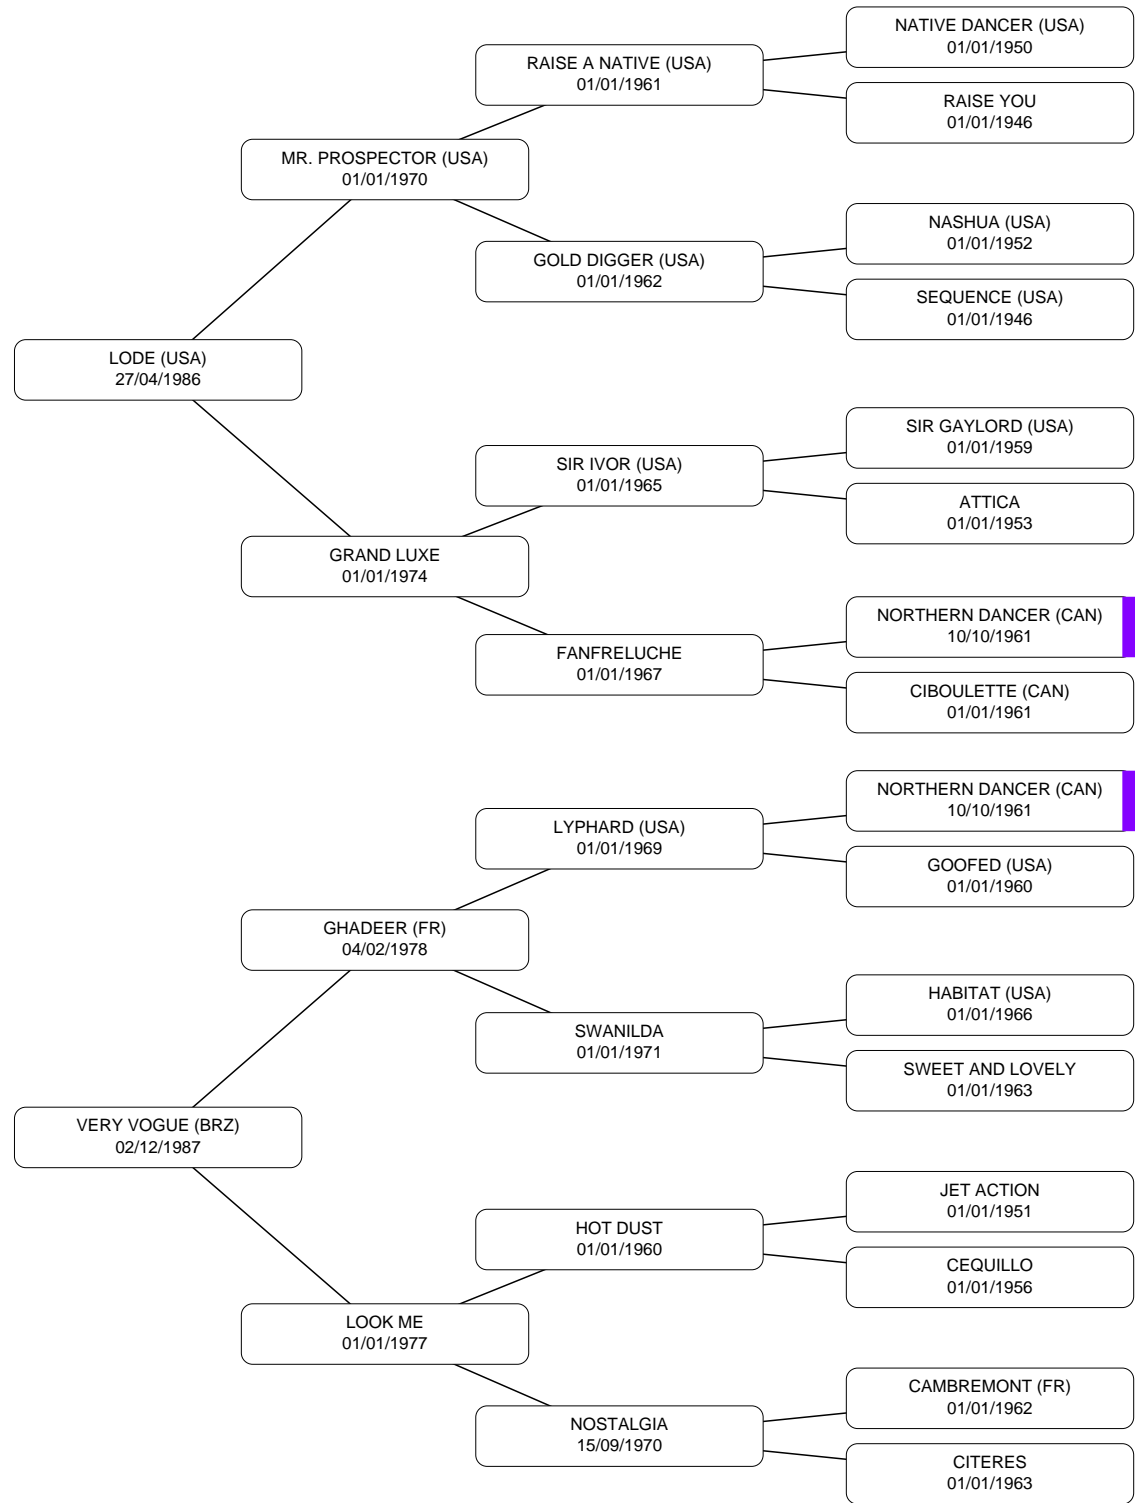 NATIVE DANCER (USA)
01/01/1950
RAISE A NATIVE (USA)
01/01/1961
RAISE YOU
01/01/1946
MR. PROSPECTOR (USA)
01/01/1970
NASHUA (USA)
01/01/1952
GOLD DIGGER (USA)
01/01/1962
SEQUENCE (USA)
01/01/1946
LODE (USA)
27/04/1986
SIR GAYLORD (USA)
01/01/1959
SIR IVOR (USA)
01/01/1965
ATTICA
01/01/1953
GRAND LUXE
01/01/1974
NORTHERN DANCER (CAN)
10/10/1961
FANFRELUCHE
01/01/1967
CIBOULETTE (CAN)
01/01/1961
NORTHERN DANCER (CAN)
10/10/1961
LYPHARD (USA)
01/01/1969
GOOFED (USA)
01/01/1960
GHADEER (FR)
04/02/1978
HABITAT (USA)
01/01/1966
SWANILDA
01/01/1971
SWEET AND LOVELY
01/01/1963
VERY VOGUE (BRZ)
02/12/1987
JET ACTION
01/01/1951
HOT DUST
01/01/1960
CEQUILLO
01/01/1956
LOOK ME
01/01/1977
CAMBREMONT (FR)
01/01/1962
NOSTALGIA
15/09/1970
CITERES
01/01/1963